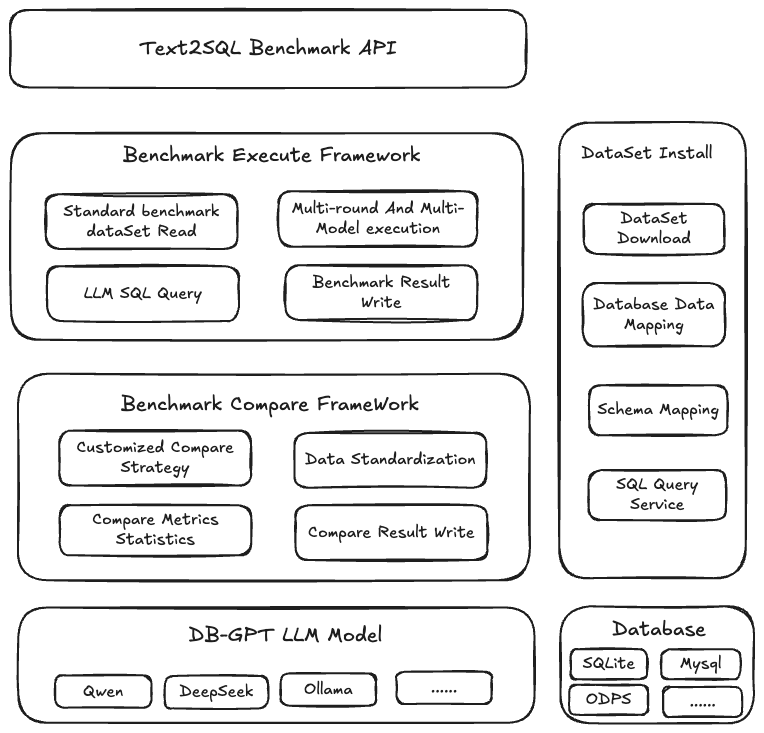 Text2SQL Benchmark API
Benchmark Execute Framework
Standard benchmark
dataSet Read
Multi-round And Multi-
Model execution
LLM SQL Query
Benchmark Result
Write
Benchmark Compare FrameWork
Customized Compare
Strategy
Data Standardization
Compare Metrics
Statistics
Compare Result Write
DB-GPT LLM Model
Qwen
DeepSeek
Ollama
......
DataSet Install
DataSet
Download
Database Data
Mapping
Schema Mapping
SQL Query
Service
Database
SQLite
Mysql
ODPS
......